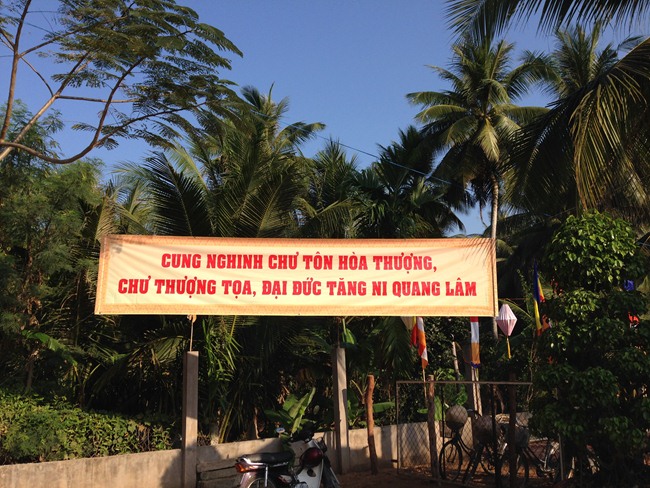 CUNG NGHINH CHƯ TÔN HÒA THƯỢNG,
CHƯ THƯỢNG TỌA, ĐẠI ĐỨC TĂNG NI QUANG LÂM